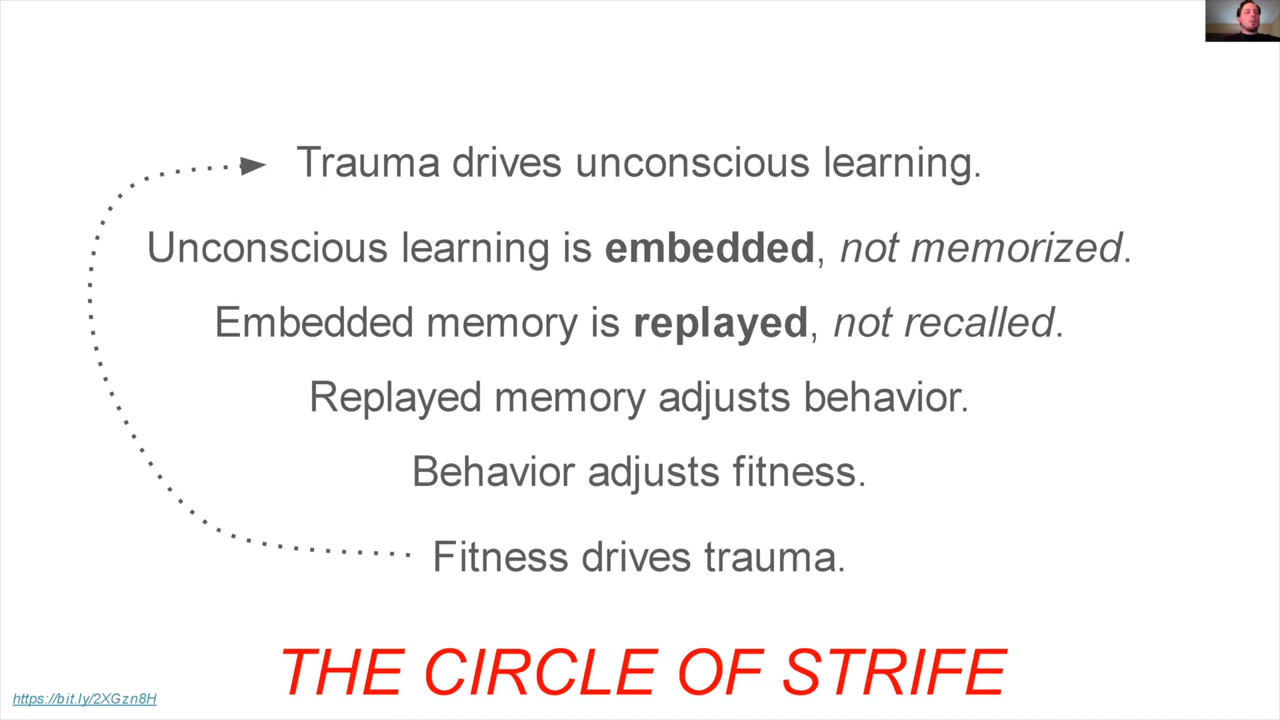 Trauma drives unconscious learning.
Unconscious learning is embedded, not memorized.
Embedded memory is replayed, not recalled.
Replayed memory adjusts behavior.
Behavior adjusts fitness.
Fitness drives trauma.
THE CIRCLE OF STRIFE
https://bit.ly/2XGzn8H